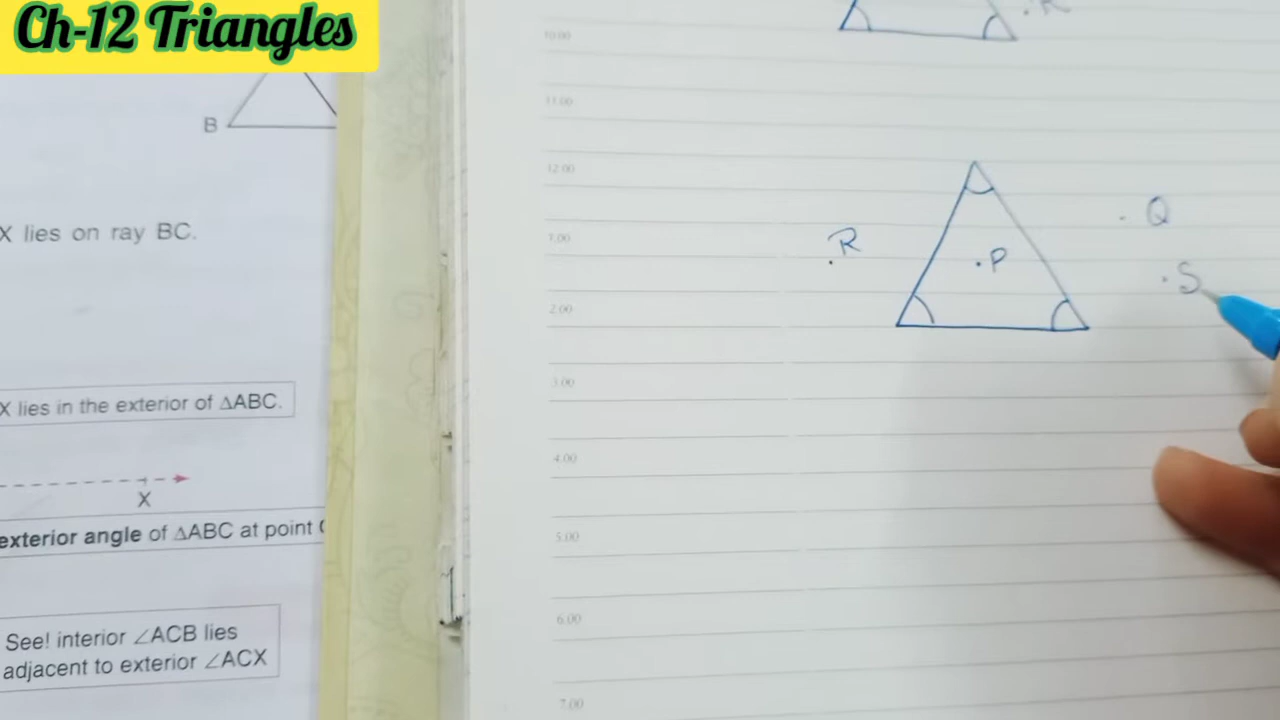 Ch-12 Triangles
B
X lies on ray BC.
X lies in the exterior of ∆ABC.
X
exterior angle of ∆ABC at point
See! interior ∠ACB lies
adjacent to exterior ∠ACX
R
10.00
11.00
12.00
1.00
2.00
3.00
4.00
5.00
6.00
7.00
R
P
Q
S